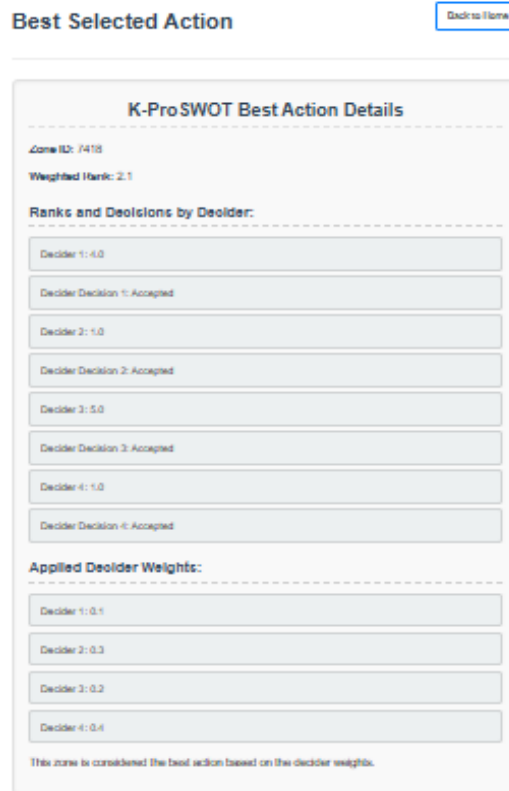 Best Selected Action
Back to Home
K-ProSWOT Best Action Details
Zone ID: 7418
Weighted Rank: 2.1
Ranks and Decisions by Decider:
Decider 1: 4.0
Decider Decision 1: Accepted
Decider 2: 1.0
Decider Decision 2: Accepted
Decider 3: 5.0
Decider Decision 3: Accepted
Decider 4: 1.0
Decider Decision 4: Accepted
Applied Decider Weights:
Decider 1: 0.1
Decider 2: 0.3
Decider 3: 0.2
Decider 4: 0.4
This zone is considered the best action based on the decider weights.